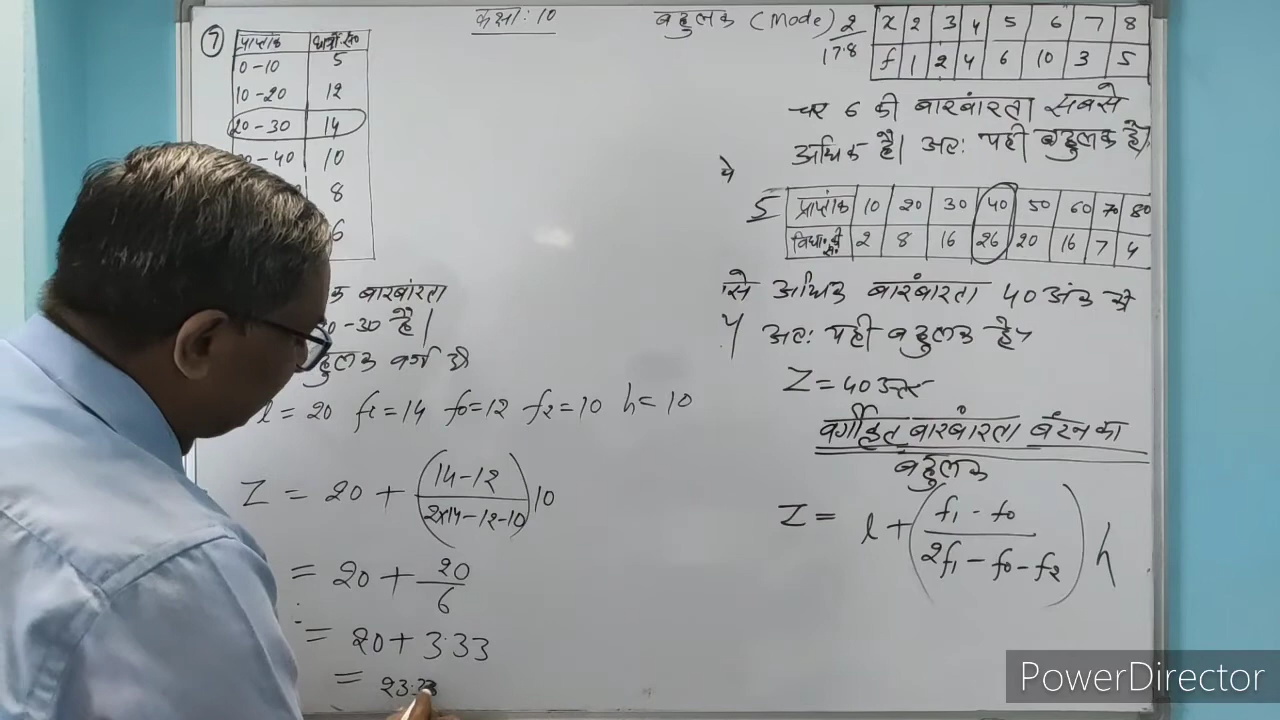 कक्षा: 10
बहुलक (Mode)
7
प्राप्तांक छात्रों सं०
0-10 5
10-20 12
20-30 14
-40 10
8
6
बारबांरता
-30 है।
बहुलक वर्ग की
l = 20 f1 = 14 f0 = 12 f2 = 10 h = 10
Z = 20 + (14-12 / 2×14-12-10) 10
= 20 + 20/6
= 20 + 3.33
= 23.33
2
17.8
x 2 3 4 5 6 7 8
f 1 2 4 6 10 3 5
चर 6 की बारबांरता सबसे
अधिक है। अत: यही बहुलक है।
5
प्राप्तांक 10 20 30 40 50 60 70 80
2 8 16 26 20 16 7 4
से अधिक बारंबारता 40 अंक
अत: यही बहुलक है
Z = 40
वर्गीकृत बारंबारता बंटन का
बहुलक
Z = l + (f1 - f0 / 2f1 - f0 - f2) h
PowerDirector